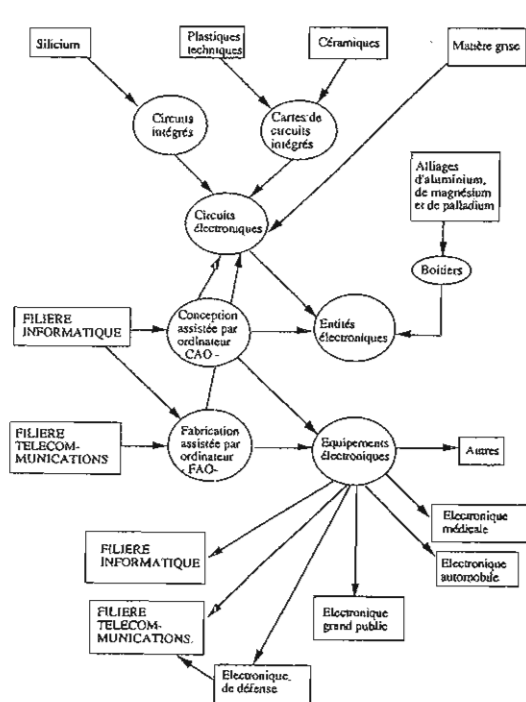 Silicium
Plastiques
techniques
Céramiques
Matière grise
Circuits
intégrés
Cartes de
circuits
intégrés
Alliages
d'aluminium,
de magnésium
et de palladium
Circuits
électroniques
Boitiers
FILIERE
INFORMATIQUE
Conception
assistée par
ordinateur
CAO -
Entités
électroniques
FILIERE
TELECOM-
MUNICATIONS
Fabrication
assistée par
ordinateur
-FAO-
Equipements
électroniques
Autres
Electronique
médicale
FILIERE
INFORMATIQUE
Electronique
automobile
FILIERE
TELECOM-
MUNICATIONS.
Electronique
grand public
Electronique,
de défense